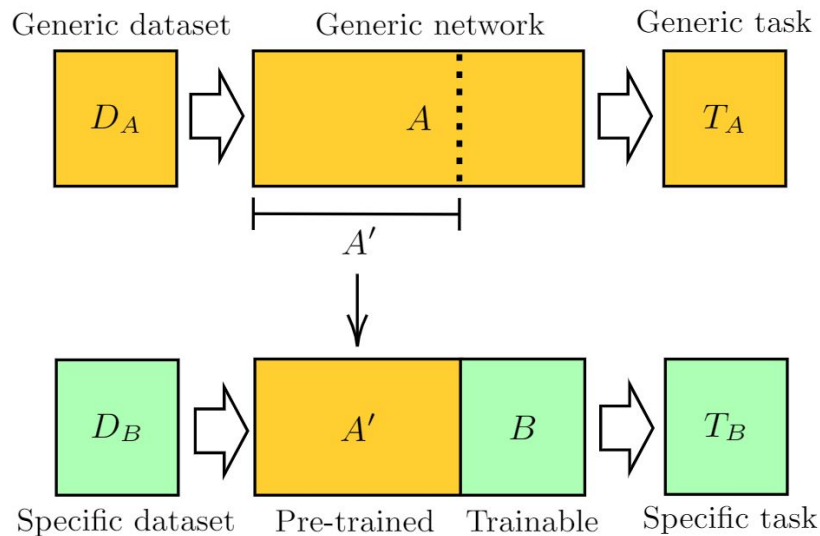 Generic dataset Generic network Generic task
D_A A T_A
A′
D_B A′ B T_B
Specific dataset Pre-trained Trainable Specific task